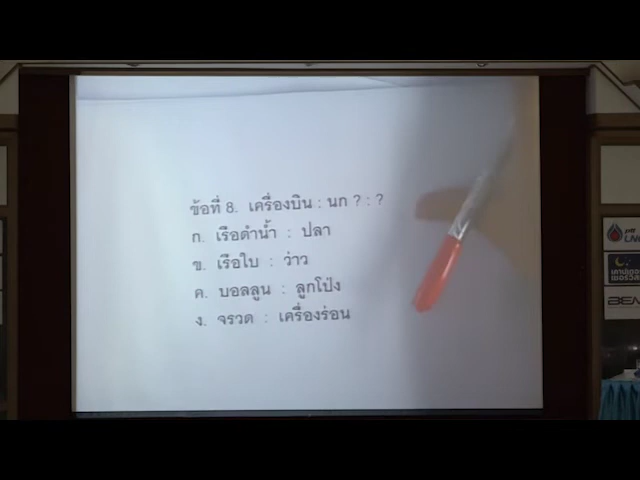 ข้อที่ 8. เครื่องบิน : นก ? : ?
ก. เรือดำน้ำ : ปลา
ข. เรือใบ : ว่าว
ค. บอลลูน : ลูกโป่ง
ง. จรวด : เครื่องร่อน